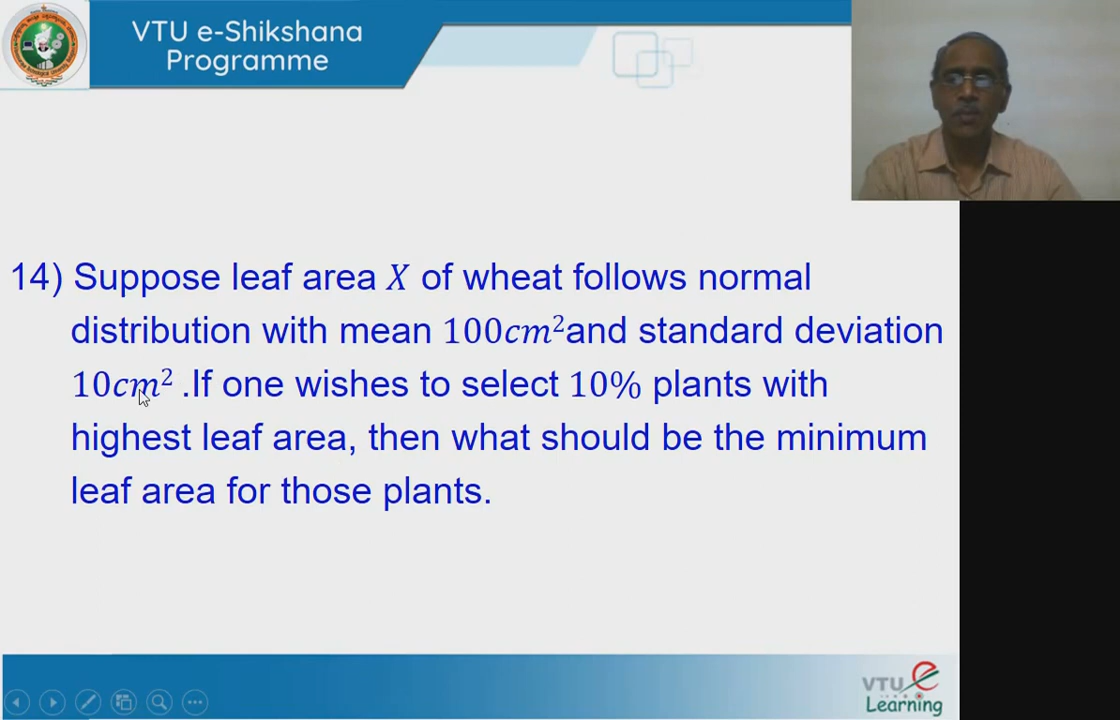 VTU e-Shikshana
Programme
14) Suppose leaf area X of wheat follows normal
distribution with mean 100cm²and standard deviation
10cm² .If one wishes to select 10% plants with
highest leaf area, then what should be the minimum
leaf area for those plants.
VTU e
Learning